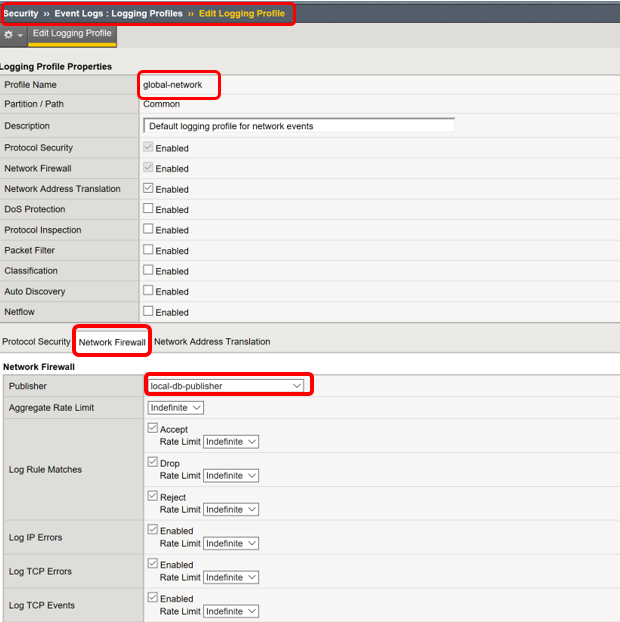 Security ›› Event Logs : Logging Profiles ›› Edit Logging Profile
Edit Logging Profile
Logging Profile Properties
Profile Name global-network
Partition / Path Common
Description Default logging profile for network events
Protocol Security Enabled
Network Firewall Enabled
Network Address Translation Enabled
DoS Protection Enabled
Protocol Inspection Enabled
Packet Filter Enabled
Classification Enabled
Auto Discovery Enabled
Netflow Enabled
Protocol Security Network Firewall Network Address Translation
Network Firewall
Publisher local-db-publisher
Aggregate Rate Limit Indefinite
Log Rule Matches
Accept
Rate Limit Indefinite
Drop
Rate Limit Indefinite
Reject
Rate Limit Indefinite
Log IP Errors
Enabled
Rate Limit Indefinite
Log TCP Errors
Enabled
Rate Limit Indefinite
Log TCP Events
Enabled
Rate Limit Indefinite